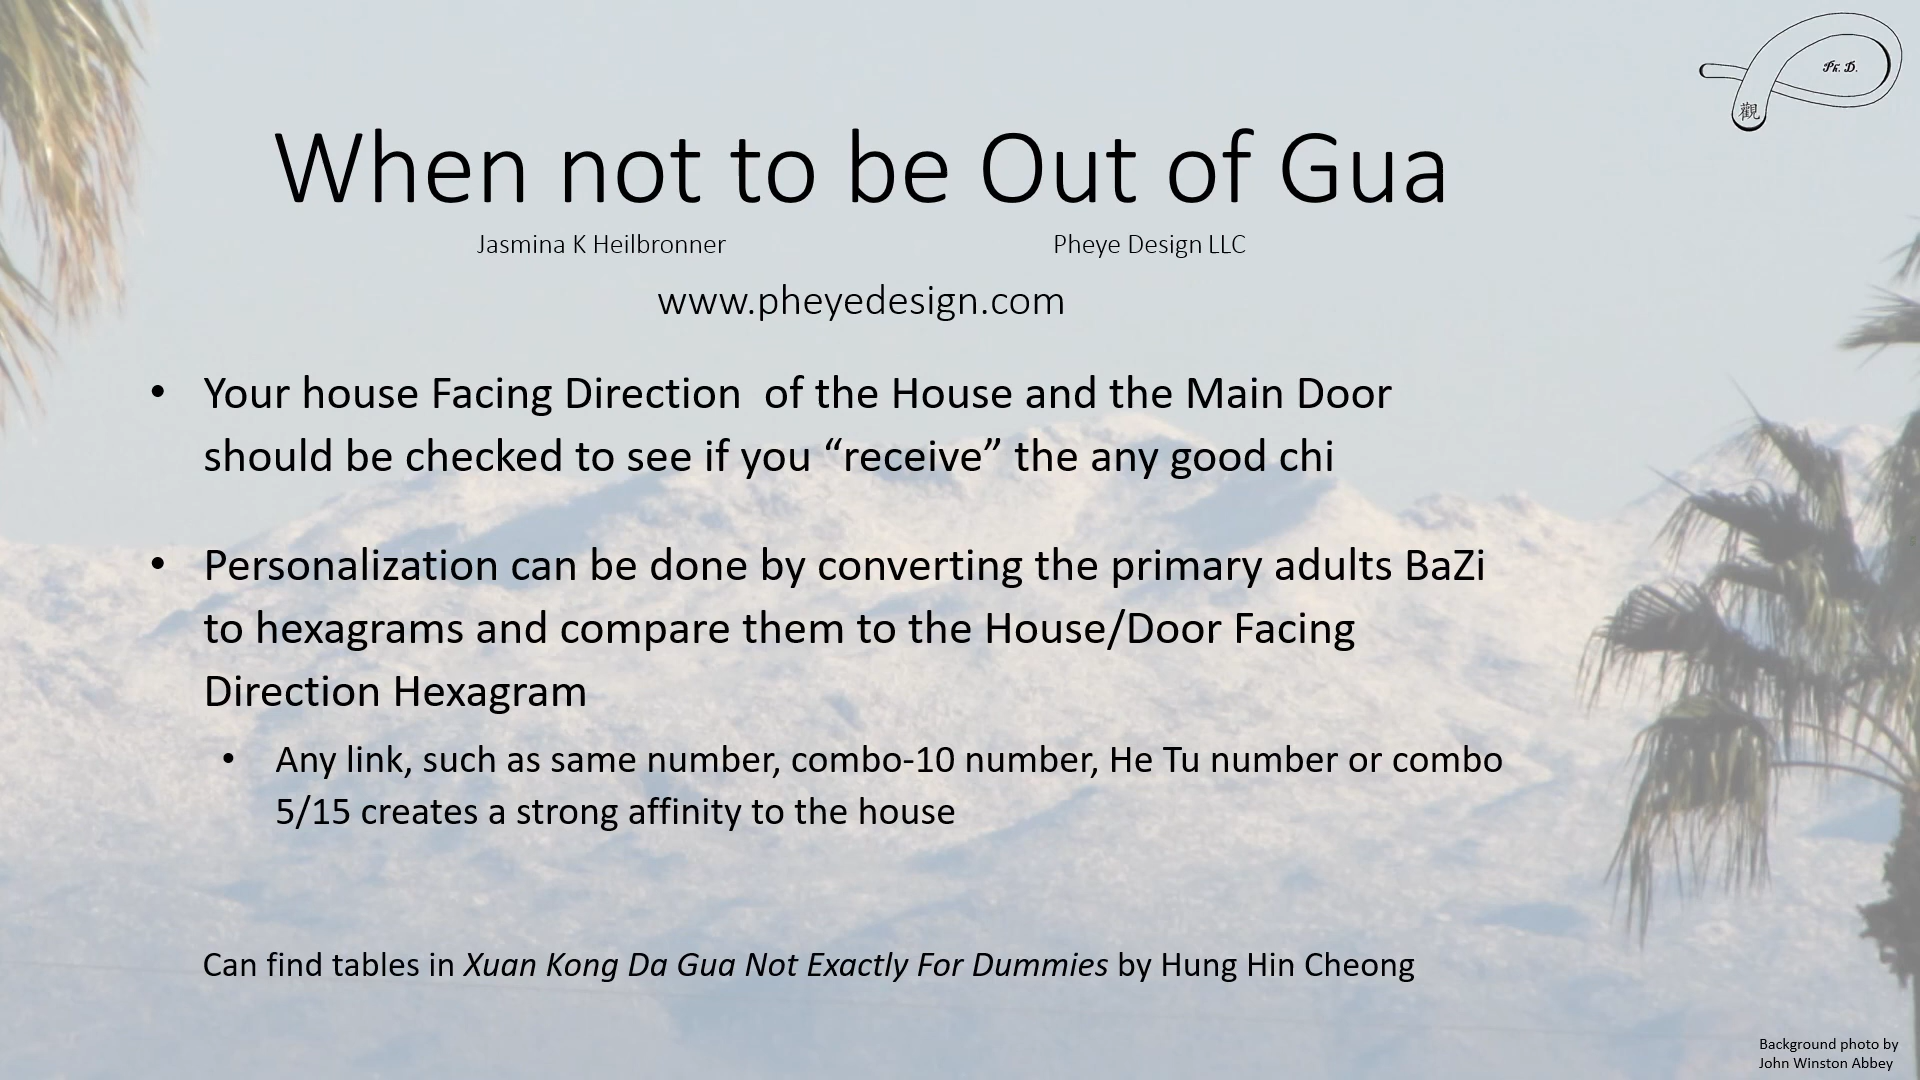 Ph. D.
觀
When not to be Out of Gua
Jasmina K Heilbronner Pheye Design LLC
www.pheyedesign.com
• Your house Facing Direction  of the House and the Main Door
should be checked to see if you “receive” the any good chi
• Personalization can be done by converting the primary adults BaZi
to hexagrams and compare them to the House/Door Facing
Direction Hexagram
• Any link, such as same number, combo-10 number, He Tu number or combo
5/15 creates a strong affinity to the house
Can find tables in Xuan Kong Da Gua Not Exactly For Dummies by Hung Hin Cheong
Background photo by
John Winston Abbey